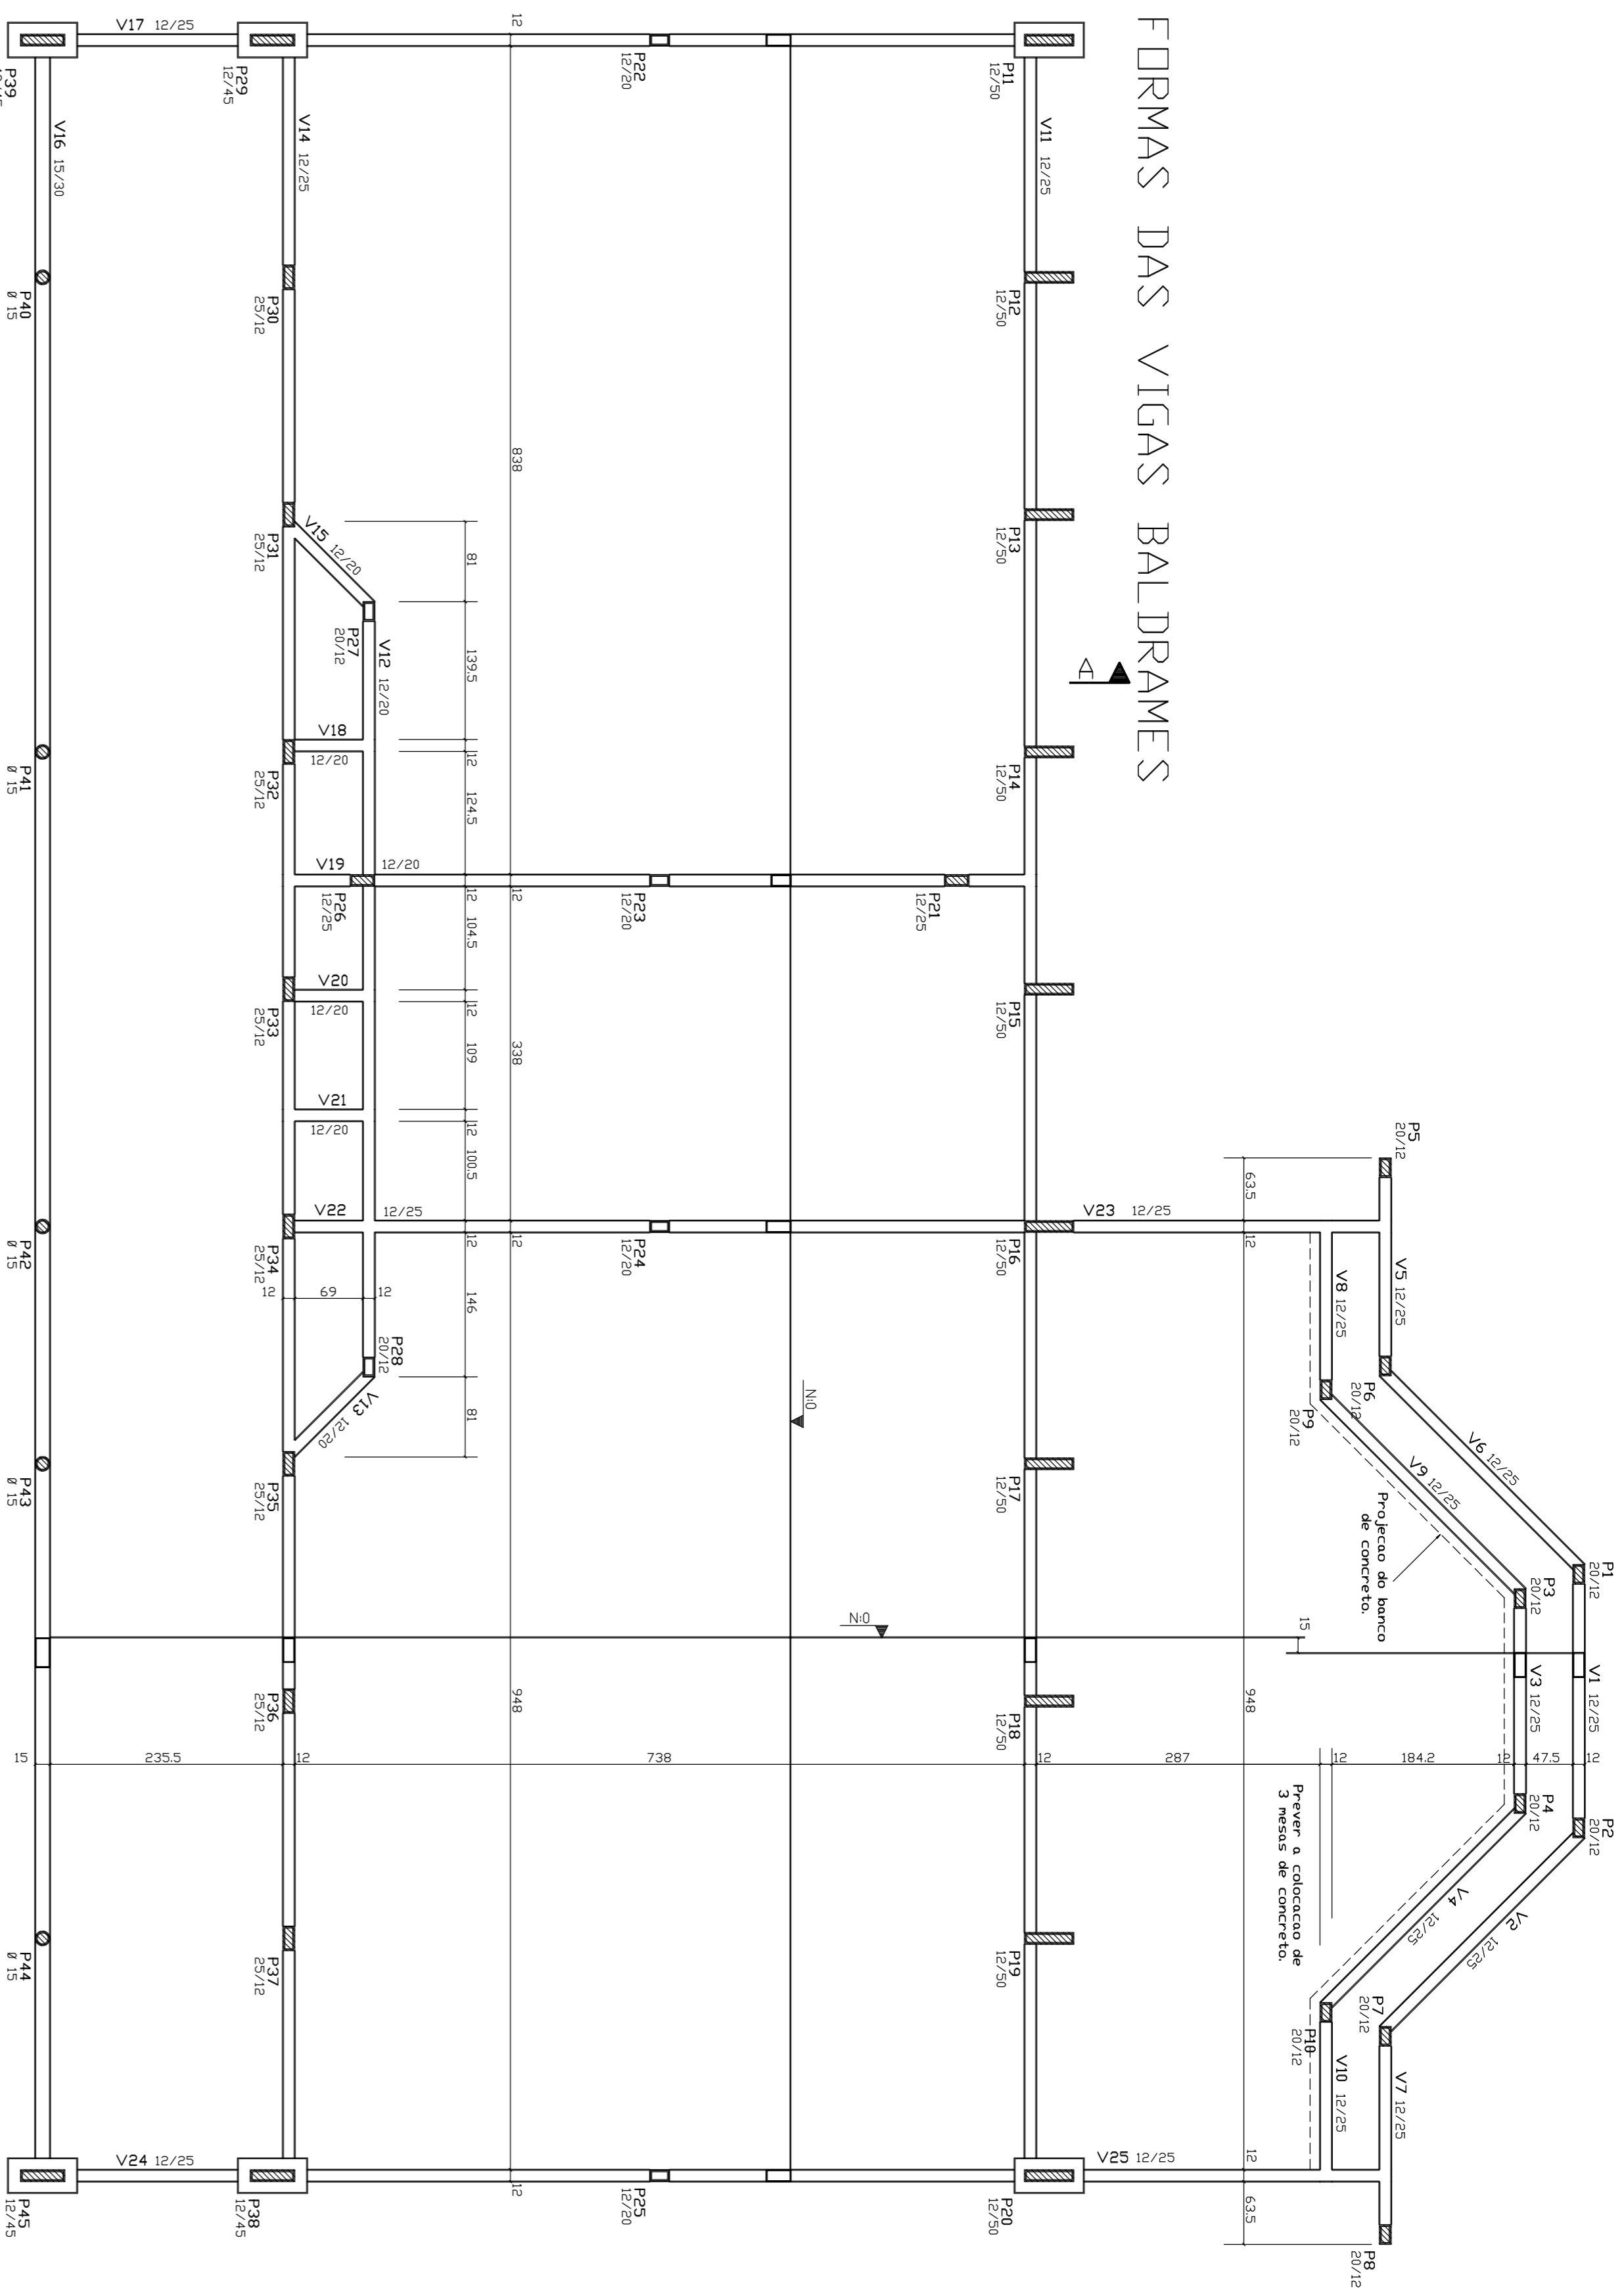 FORMAS DAS VIGAS BALDRAMES
A
P1
20/12
V1 12/25
P2
20/12
P3
20/12
V3 12/25
P4
20/12
V6 12/25
V9 12/25
V4
12/25
V2
12/25
P5
20/12
V5 12/25
P6
20/12
P7
20/12
V7 12/25
P8
20/12
V8 12/25
P9
20/12
P10
20/12
V10 12/25
Projecao do banco
de concreto.
Prever a colocacao de
3 mesas de concreto.
63.5
12
948
12
63.5
15
12
47.5
12
184.2
12
287
12
738
12
235.5
15
V23 12/25
V25 12/25
P11
12/50
V11 12/25
P12
12/50
P13
12/50
P14
12/50
P15
12/50
P16
12/50
P17
12/50
P18
12/50
P19
12/50
P20
12/50
P21
12/25
N:0
N:0
P22
12/20
P23
12/20
P24
12/20
P25
12/20
12
838
12
338
12
948
12
81
139.5
12
124.5
12
104.5
12
109
12
100.5
12
146
81
V15 12/20
P27
20/12
V12 12/20
12/20
12/25
P28
20/12
V13
12/20
V18
12/20
V19
P26
12/25
V20
12/20
V21
12/20
V22
12
69
12
V17 12/25
P29
12/45
V14 12/25
P30
25/12
P31
25/12
P32
25/12
P33
25/12
P34
25/12
P35
25/12
P36
25/12
P37
25/12
P38
12/45
V24 12/25
P39
V16 15/30
P40
Ø 15
P41
Ø 15
P42
Ø 15
P43
Ø 15
P44
Ø 15
P45
12/45